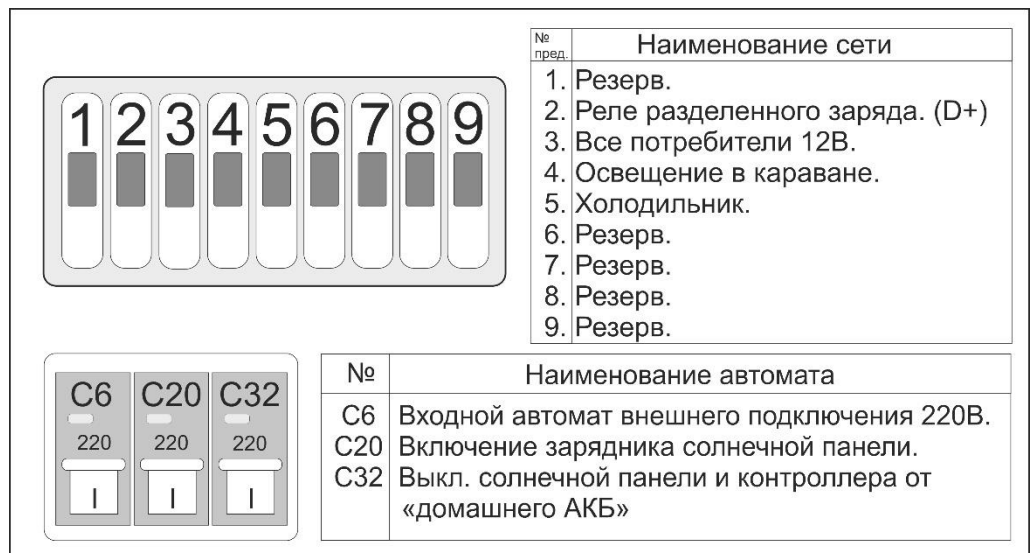 1 2 3 4 5 6 7 8 9
№ пред. Наименование сети
1. Резерв.
2. Реле разделенного заряда. (D+)
3. Все потребители 12В.
4. Освещение в караване.
5. Холодильник.
6. Резерв.
7. Резерв.
8. Резерв.
9. Резерв.
C6 C20 C32
220 220 220
I I I
№ Наименование автомата
C6 Входной автомат внешнего подключения 220В.
C20 Включение зарядника солнечной панели.
C32 Выкл. солнечной панели и контроллера от
«домашнего АКБ»